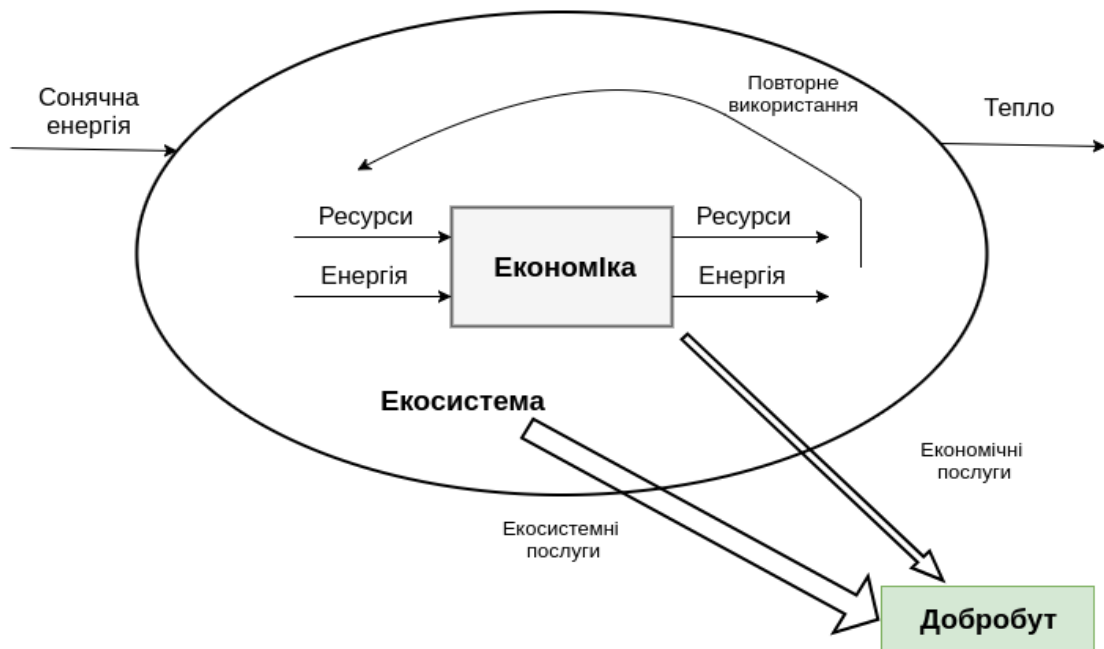 Сонячна
енергія
Повторне
використання
Тепло
Ресурси
Ресурси
Енергія
ЕкономІка
Енергія
Екосистема
Економічні
послуги
Екосистемні
послуги
Добробут